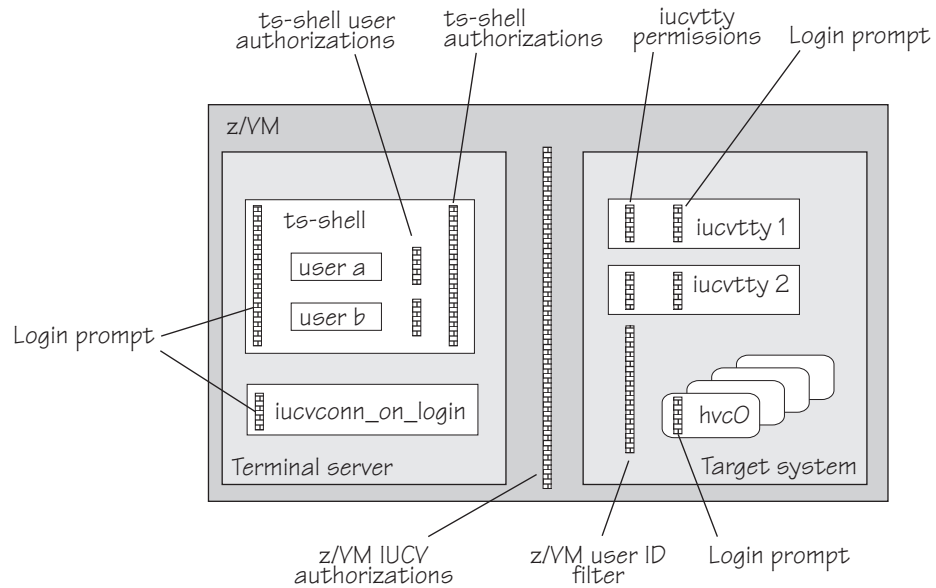 ts-shell user
authorizations
ts-shell
authorizations
iucvtty
permissions
Login prompt
z/VM
ts-shell
user a
user b
iucvtty 1
iucvtty 2
Login prompt
iucvconn_on_login
hvc0
Terminal server
Target system
z/VM IUCV
authorizations
z/VM user ID
filter
Login prompt